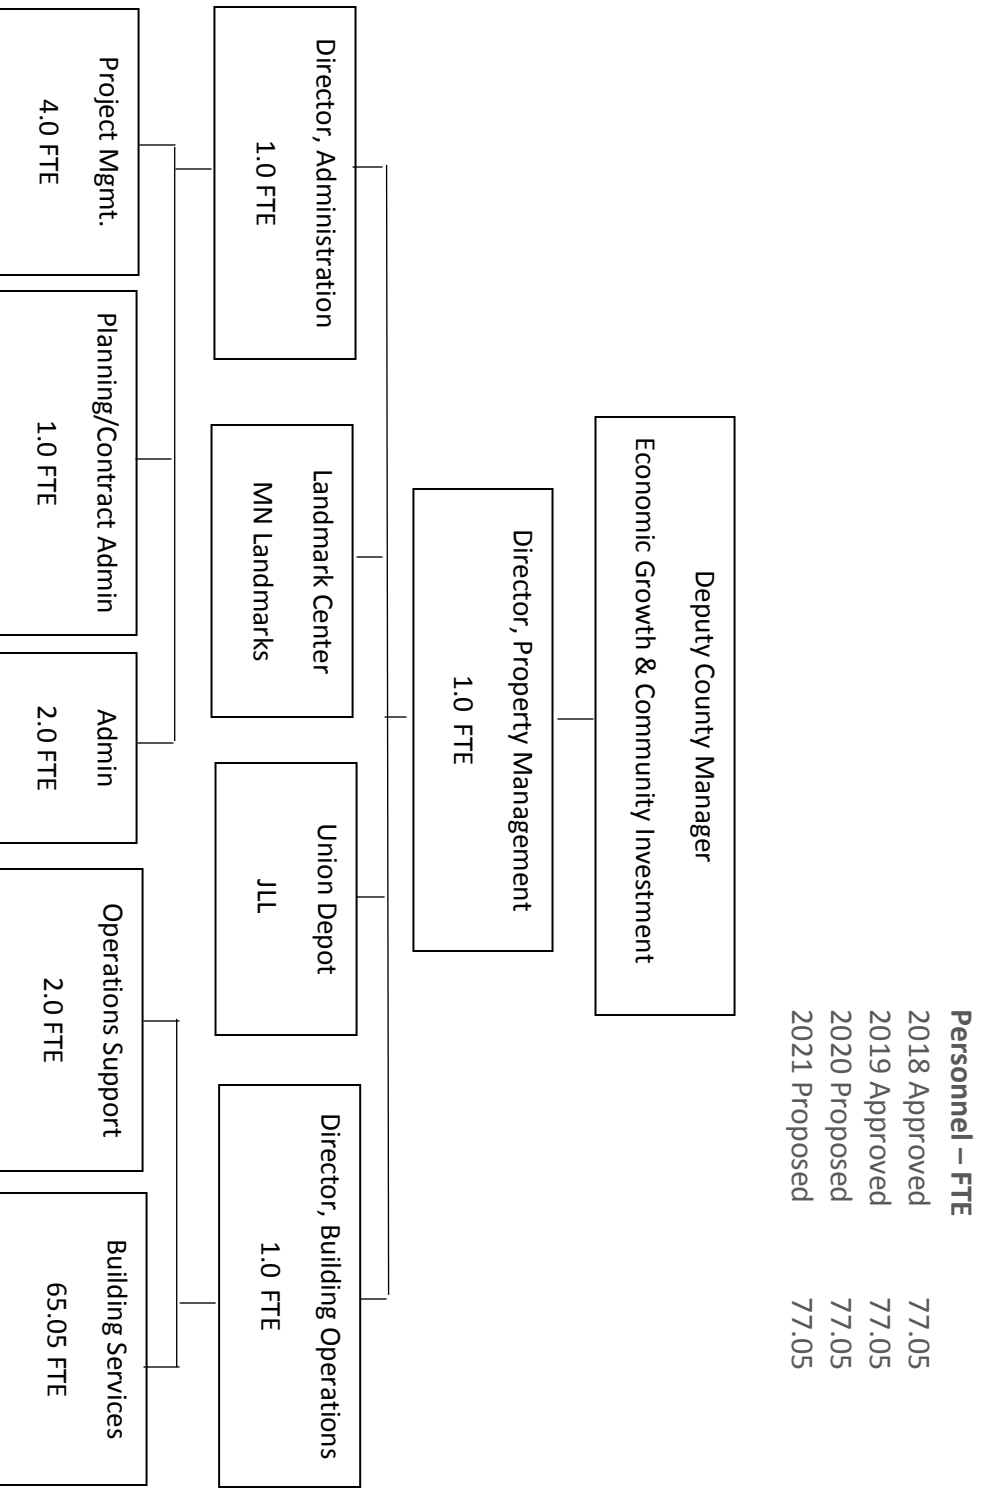 Personnel – FTE
2018 Approved 77.05
2019 Approved 77.05
2020 Proposed 77.05
2021 Proposed 77.05
Deputy County Manager
Economic Growth & Community Investment
Director, Property Management
1.0 FTE
Director, Administration
1.0 FTE
Landmark Center
MN Landmarks
Union Depot
JLL
Director, Building Operations
1.0 FTE
Project Mgmt.
4.0 FTE
Planning/Contract Admin
1.0 FTE
Admin
2.0 FTE
Operations Support
2.0 FTE
Building Services
65.05 FTE